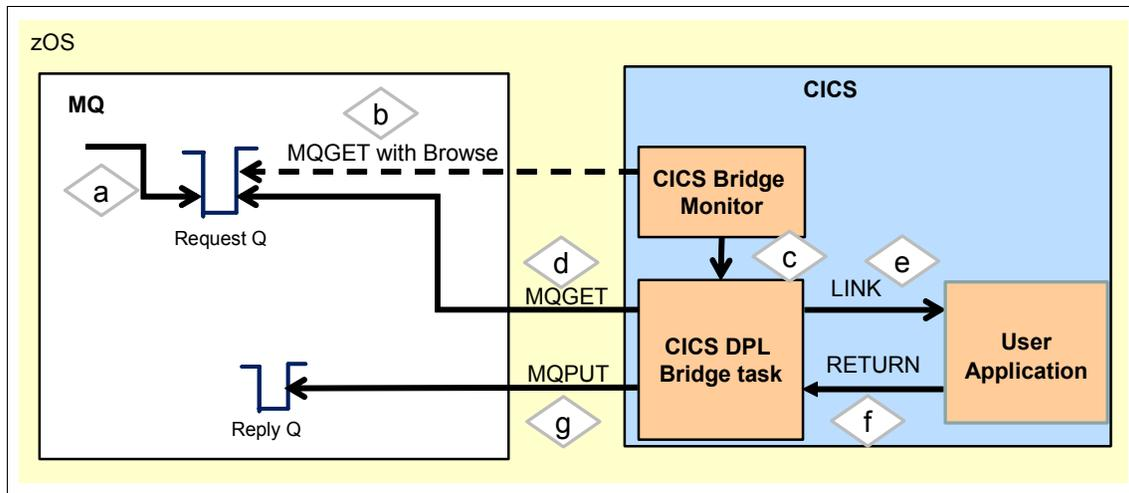 zOS
MQ
CICS
b
MQGET with Browse
a
Request Q
CICS Bridge
Monitor
c
d
e
MQGET
LINK
CICS DPL
Bridge task
User
Application
MQPUT
RETURN
g
f
Reply Q